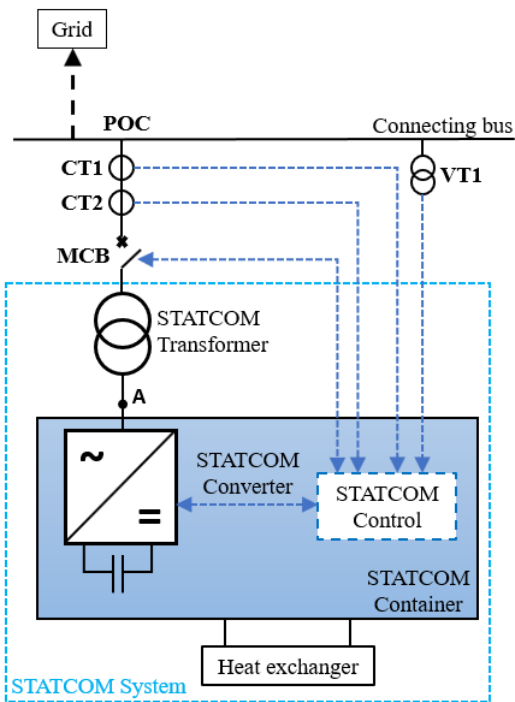 Grid
POC
Connecting bus
CT1
VT1
CT2
MCB
STATCOM
Transformer
A
~
=
STATCOM
Converter
STATCOM
Control
STATCOM
Container
Heat exchanger
STATCOM System